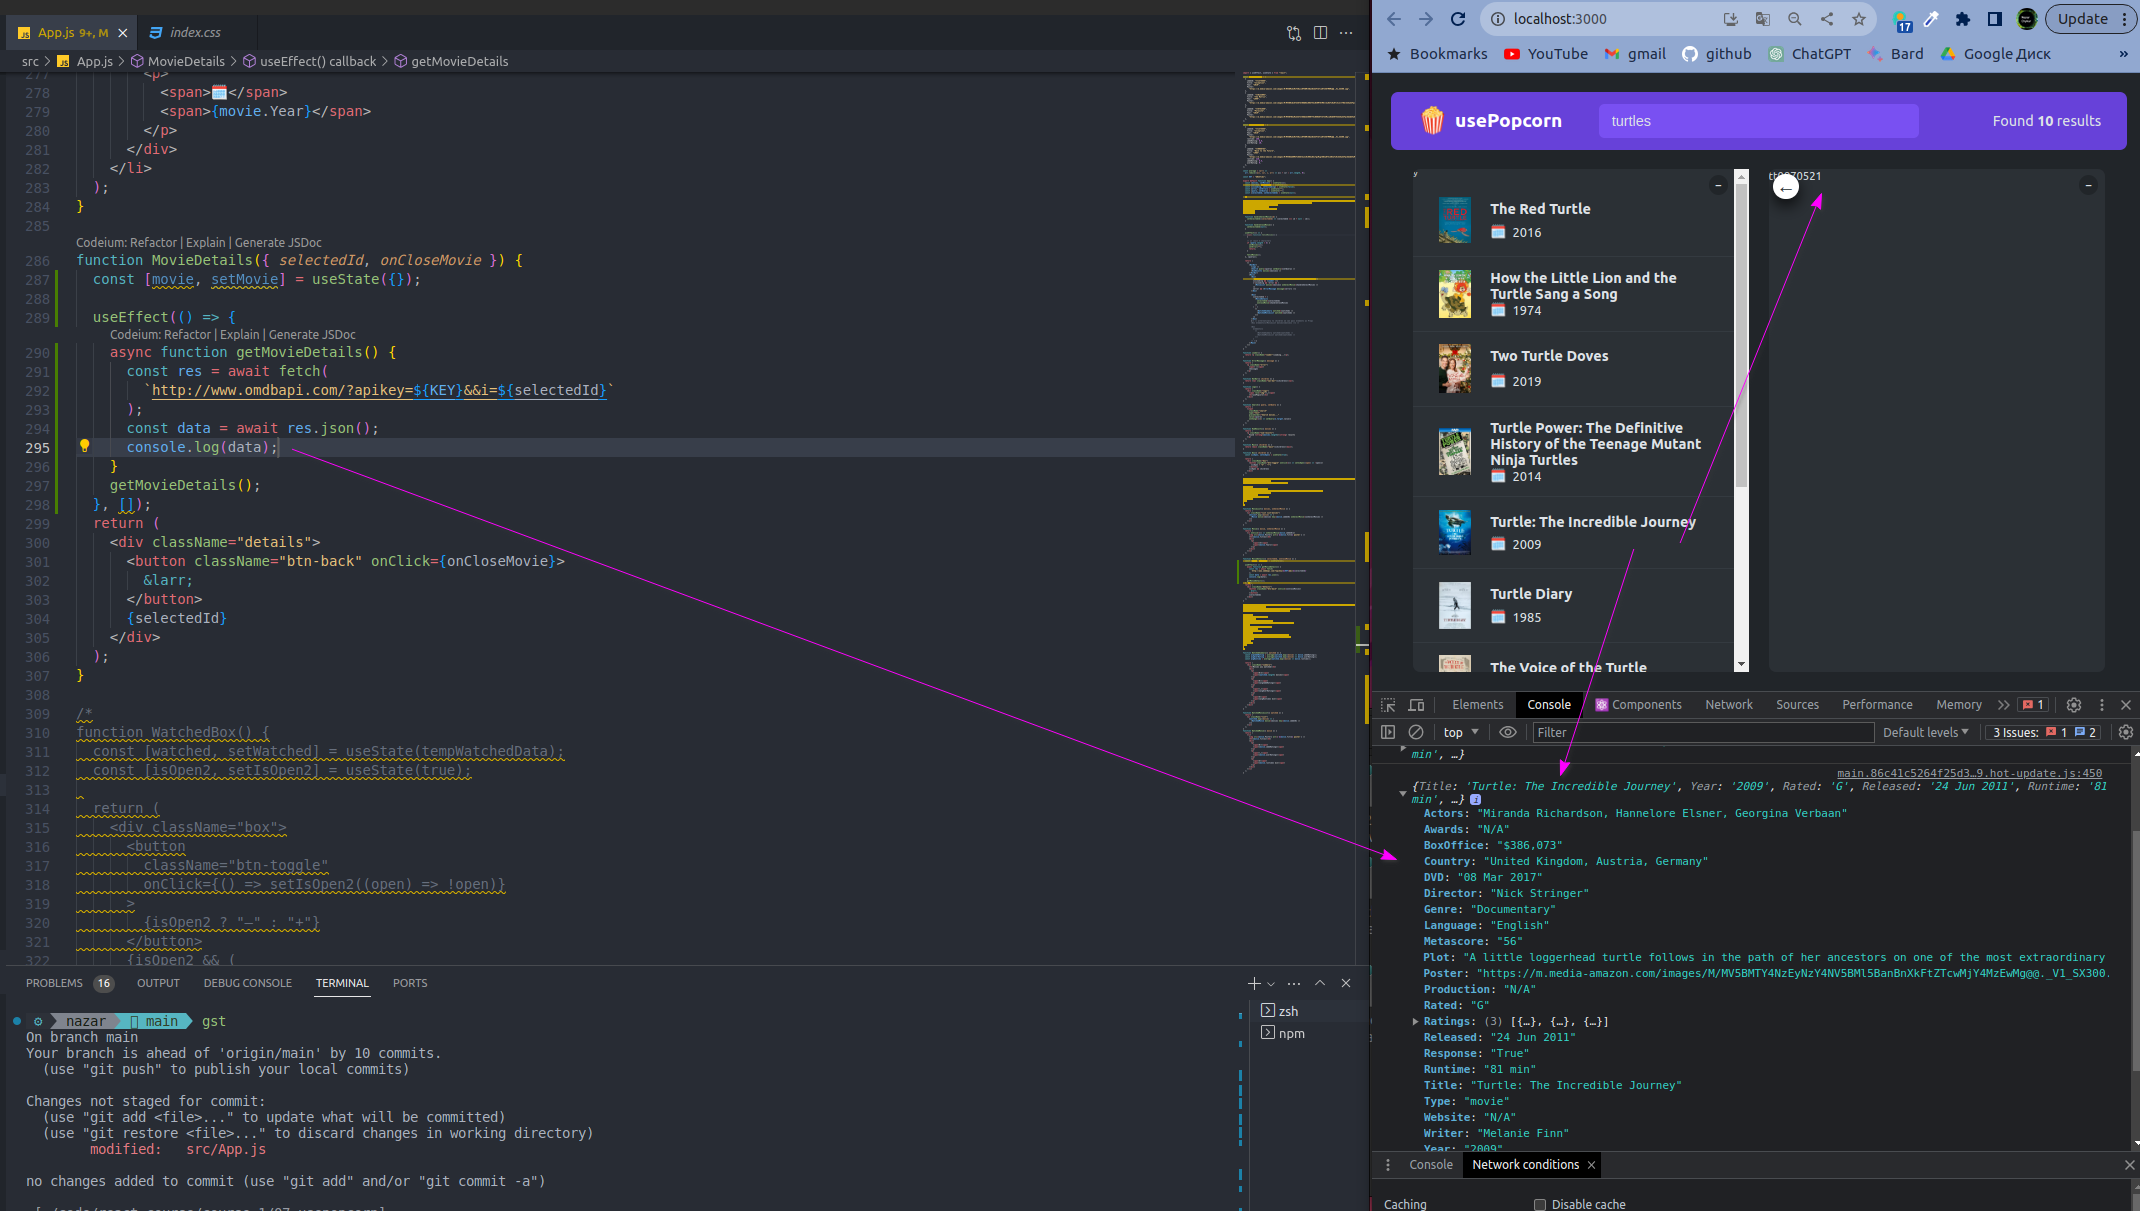 App.js 9+, M
index.css
src > App.js > MovieDetails > useEffect() callback > getMovieDetails
277 <p>
278 <span>🗓</span>
279 <span>{movie.Year}</span>
280 </p>
281 </div>
282 </li>
283 );
284 }
285
Codeium: Refactor | Explain | Generate JSDoc
286 function MovieDetails({ selectedId, onCloseMovie }) {
287 const [movie, setMovie] = useState({});
288
289 useEffect(() => {
Codeium: Refactor | Explain | Generate JSDoc
290 async function getMovieDetails() {
291 const res = await fetch(
292 `http://www.omdbapi.com/?apikey=${KEY}&&i=${selectedId}`
293 );
294 const data = await res.json();
295 console.log(data);
296 }
297 getMovieDetails();
298 }, []);
299 return (
300 <div className="details">
301 <button className="btn-back" onClick={onCloseMovie}>
302 &larr;
303 </button>
304 {selectedId}
305 </div>
306 );
307 }
308
309 /*
310 function WatchedBox() {
311 const [watched, setWatched] = useState(tempWatchedData);
312 const [isOpen2, setIsOpen2] = useState(true);
313
314 return (
315 <div className="box">
316 <button
317 className="btn-toggle"
318 onClick={() => setIsOpen2((open) => !open)}
319 >
320 {isOpen2 ? "–" : "+"}
321 </button>
322 {isOpen2 && (
PROBLEMS 16 OUTPUT DEBUG CONSOLE TERMINAL PORTS
nazar main gst
On branch main
Your branch is ahead of 'origin/main' by 10 commits.
(use "git push" to publish your local commits)
Changes not staged for commit:
(use "git add <file>..." to update what will be committed)
(use "git restore <file>..." to discard changes in working directory)
modified: src/App.js
no changes added to commit (use "git add" and/or "git commit -a")
zsh
npm
localhost:3000
17
Update
Bookmarks YouTube gmail github ChatGPT Bard Google Диск »
usePopcorn
turtles
Found 10 results
The Red Turtle
2016
How the Little Lion and the
Turtle Sang a Song
1974
Two Turtle Doves
2019
Turtle Power: The Definitive
History of the Teenage Mutant
Ninja Turtles
2014
Turtle: The Incredible Journey
2009
Turtle Diary
1985
The Voice of the Turtle
←
Elements Console Components Network Sources Performance Memory 1
top Filter Default levels 3 Issues: 1 2
min', …}
main.86c41c5264f25d3…9.hot-update.js:450
{Title: 'Turtle: The Incredible Journey', Year: '2009', Rated: 'G', Released: '24 Jun 2011', Runtime: '81
min', …}
Actors: "Miranda Richardson, Hannelore Elsner, Georgina Verbaan"
Awards: "N/A"
BoxOffice: "$386,073"
Country: "United Kingdom, Austria, Germany"
DVD: "08 Mar 2017"
Director: "Nick Stringer"
Genre: "Documentary"
Language: "English"
Metascore: "56"
Plot: "A little loggerhead turtle follows in the path of her ancestors on one of the most extraordinary
Poster: "https://m.media-amazon.com/images/M/MV5BMTY4NzEyNzY4NV5BMl5BanBnXkFtZTcwMjY4MzEwMg@@._V1_SX300.
Production: "N/A"
Rated: "G"
Ratings: (3) [{…}, {…}, {…}]
Released: "24 Jun 2011"
Response: "True"
Runtime: "81 min"
Title: "Turtle: The Incredible Journey"
Type: "movie"
Website: "N/A"
Writer: "Melanie Finn"
Year: "2009"
Console Network conditions
Caching Disable cache